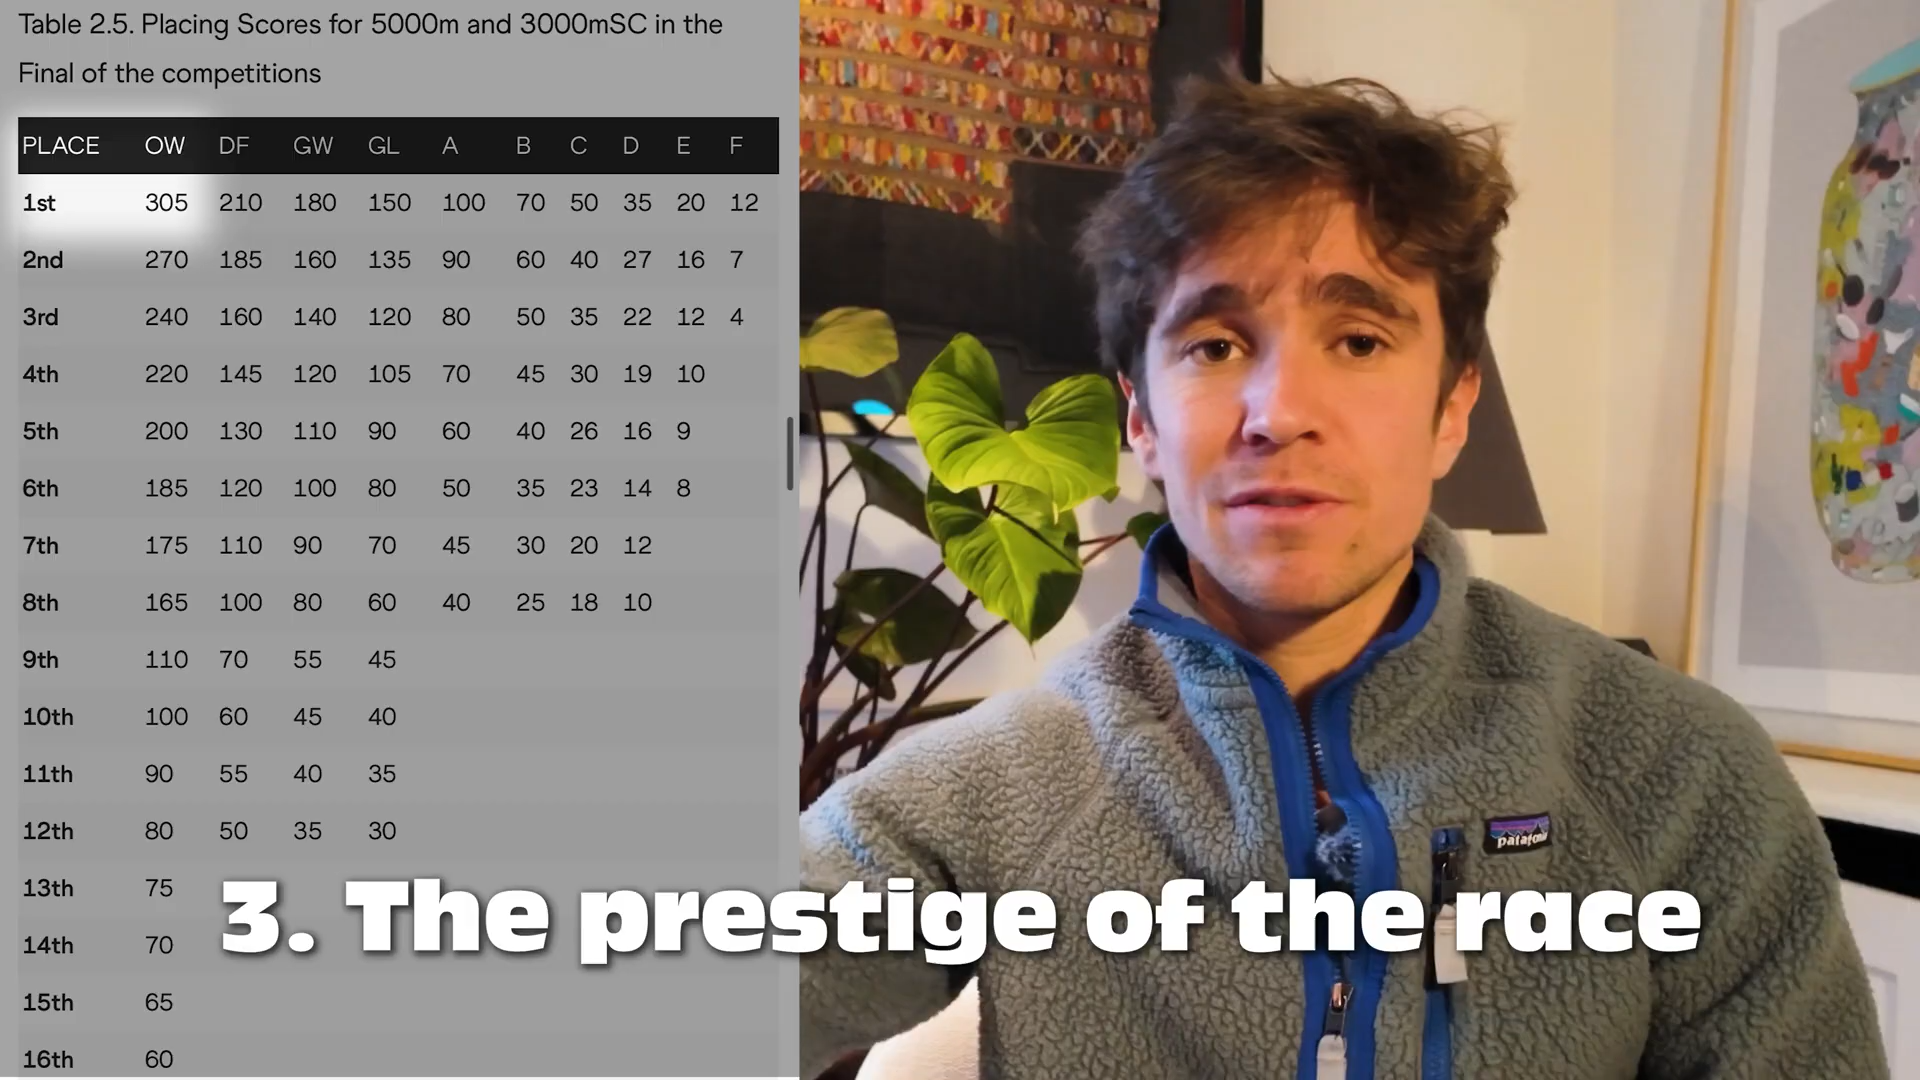 Table 2.5. Placing Scores for 5000m and 3000mSC in the
Final of the competitions
PLACE OW DF GW GL A B C D E F
1st 305 210 180 150 100 70 50 35 20 12
2nd 270 185 160 135 90 60 40 27 16 7
3rd 240 160 140 120 80 50 35 22 12 4
4th 220 145 120 105 70 45 30 19 10
5th 200 130 110 90 60 40 26 16 9
6th 185 120 100 80 50 35 23 14 8
7th 175 110 90 70 45 30 20 12
8th 165 100 80 60 40 25 18 10
9th 110 70 55 45
10th 100 60 45 40
11th 90 55 40 35
12th 80 50 35 30
13th 75
14th 70
15th 65
16th 60
3. The prestige of the race
patagonia